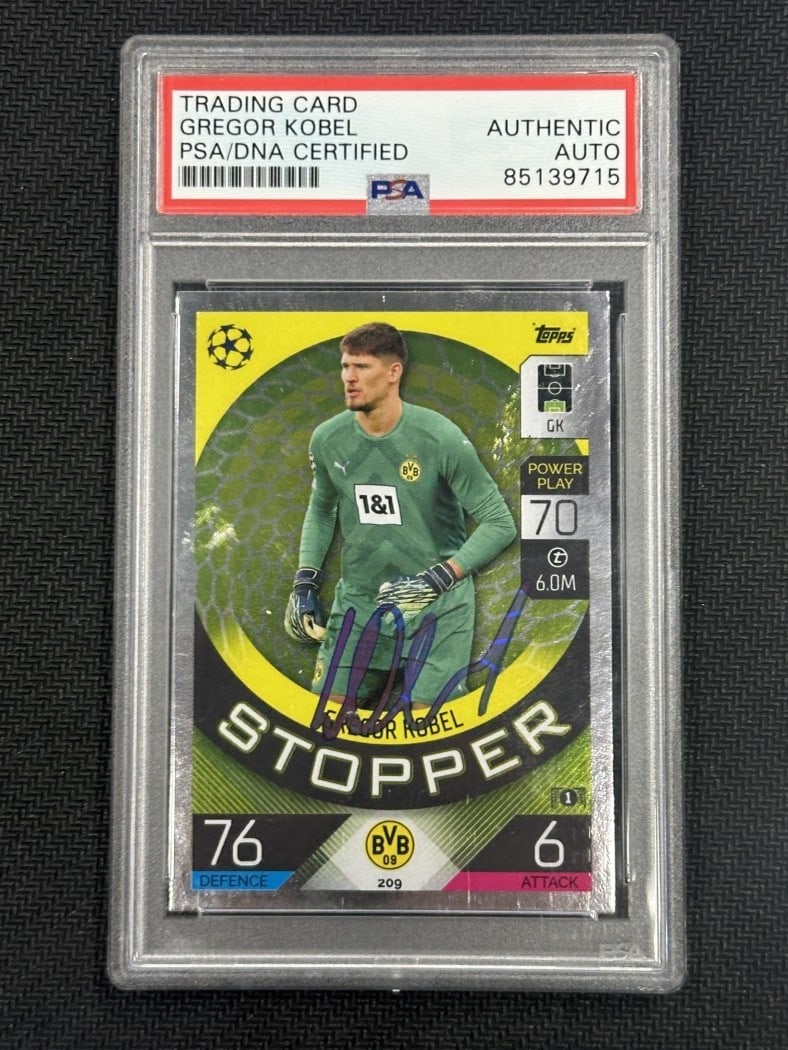 TRADING CARD
GREGOR KOBEL
PSA/DNA CERTIFIED
AUTHENTIC
AUTO
85139715
PSA
topps
GK
POWER
PLAY
70
6.0M
BVB
09
1&1
GREGOR KOBEL
STOPPER
1
76
DEFENCE
BVB
09
209
6
ATTACK
PSA